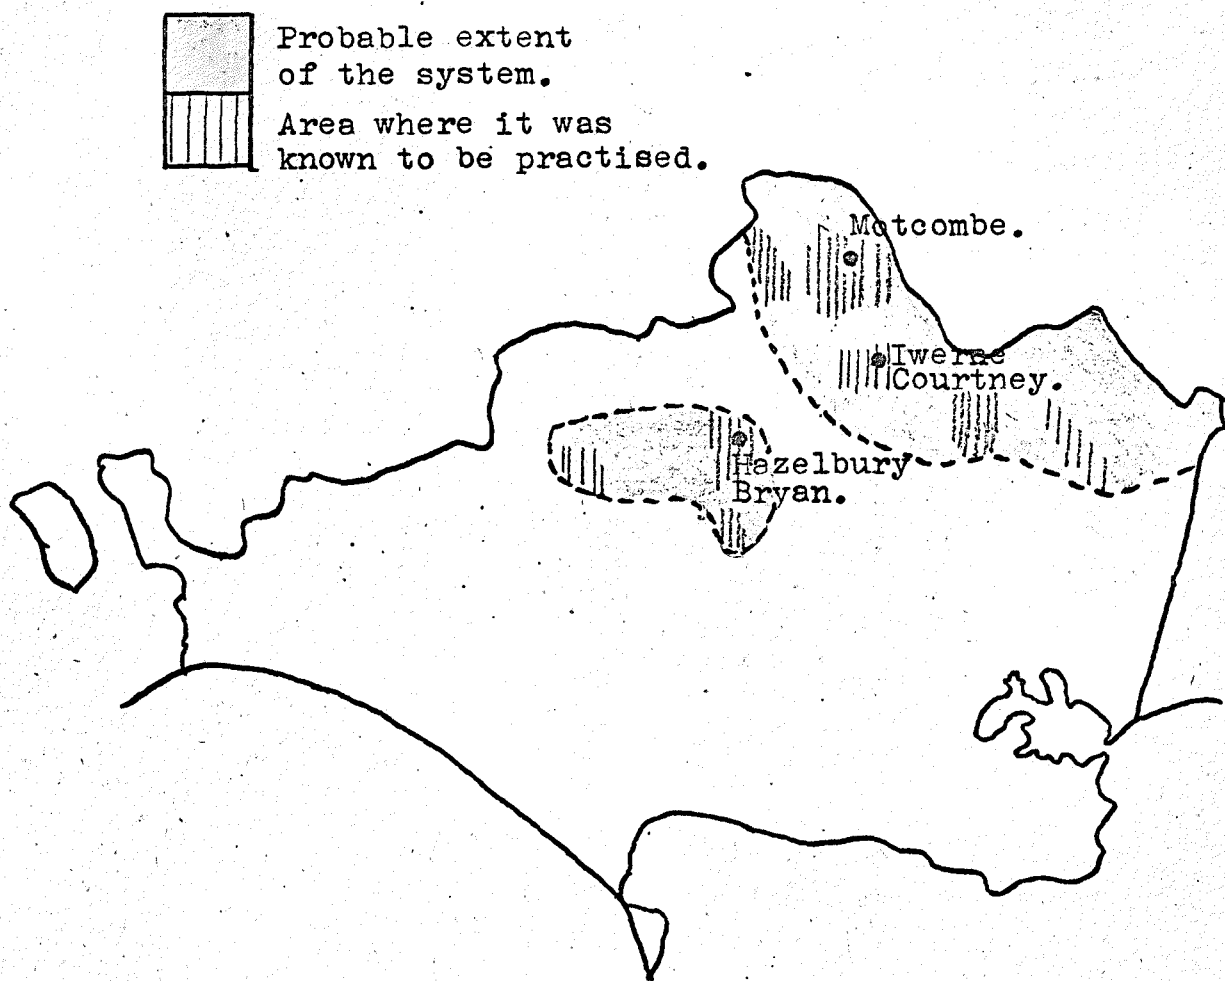 Probable extent
of the system.
Area where it was
known to be practised.
Motcombe.
Iwerne
Courtney.
Hazelbury
Bryan.